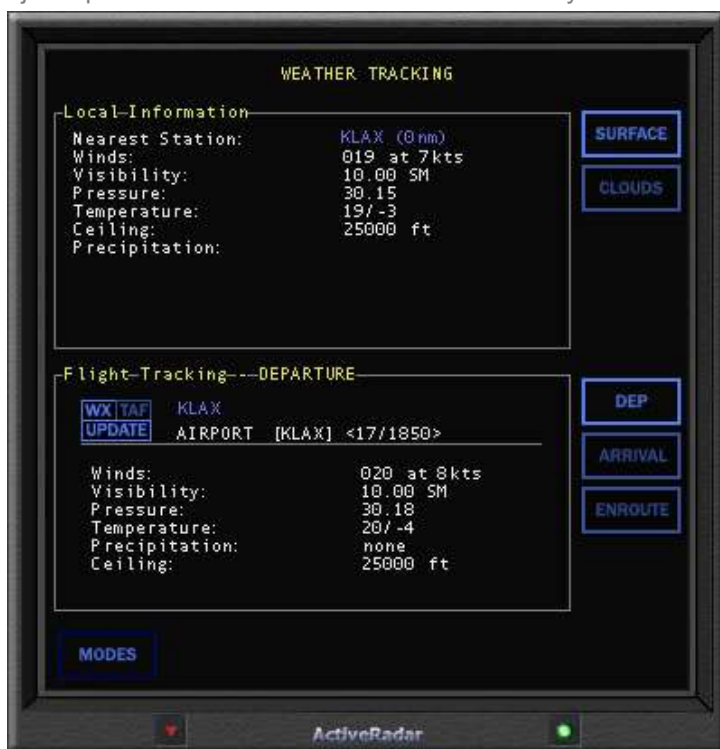 WEATHER TRACKING
Local-Information
Nearest Station: KLAX (0nm)
Winds: 019 at 7kts
Visibility: 10.00 SM
Pressure: 30.15
Temperature: 19/-3
Ceiling: 25000 ft
Precipitation:
SURFACE
CLOUDS
Flight-Tracking---DEPARTURE
WX TAF KLAX
UPDATE AIRPORT [KLAX] <17/1850>
Winds: 020 at 8kts
Visibility: 10.00 SM
Pressure: 30.18
Temperature: 20/-4
Precipitation: none
Ceiling: 25000 ft
DEP
ARRIVAL
ENROUTE
MODES
ActiveRadar